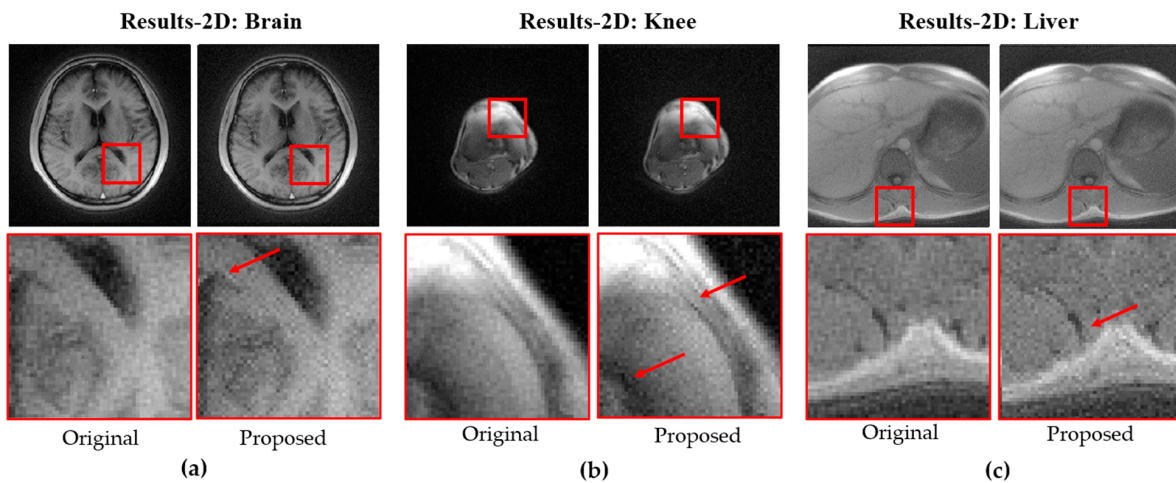 Results-2D: Brain
Results-2D: Knee
Results-2D: Liver
Original
Proposed
Original
Proposed
Original
Proposed
(a)
(b)
(c)